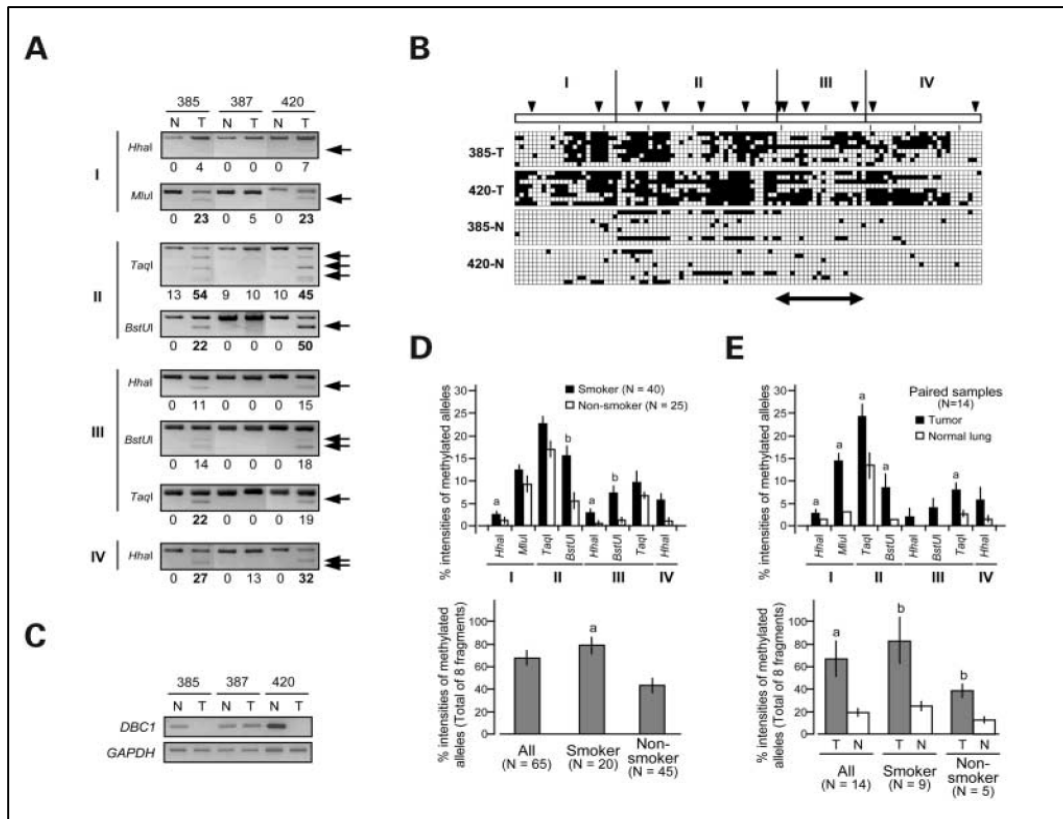 A
385 387 420
N T N T N T
I
HhaI
0 4 0 0 0 7
MluI
0 23 0 5 0 23
II
TaqI
13 54 9 10 10 45
BstUI
0 22 0 0 0 50
III
HhaI
0 11 0 0 0 15
BstUI
0 14 0 0 0 18
TaqI
0 22 0 0 0 19
IV
HhaI
0 27 0 13 0 32
B
I II III IV
385-T
420-T
385-N
420-N
C
385 387 420
N T N T N T
DBC1
GAPDH
D
% intensities of methylated alleles
30
25
20
15
10
5
0
Smoker (N = 40)
Non-smoker (N = 25)
a b a b
HhaI MluI TaqI BstUI HhaI BstUI TaqI HhaI
I II III IV
% intensities of methylated
alleles (Total of 8 fragments)
100
80
60
40
20
0
a
All
(N = 65)
Smoker
(N = 20)
Non-
smoker
(N = 45)
E
% intensities of methylated alleles
30
25
20
15
10
5
0
Paired samples
(N=14)
Tumor
Normal lung
a a a a a
HhaI MluI TaqI BstUI HhaI BstUI TaqI HhaI
I II III IV
% intensities of methylated
alleles (Total of 8 fragments)
100
80
60
40
20
0
a b b
T N T N T N
All
(N = 14)
Smoker
(N = 9)
Non-
smoker
(N = 5)